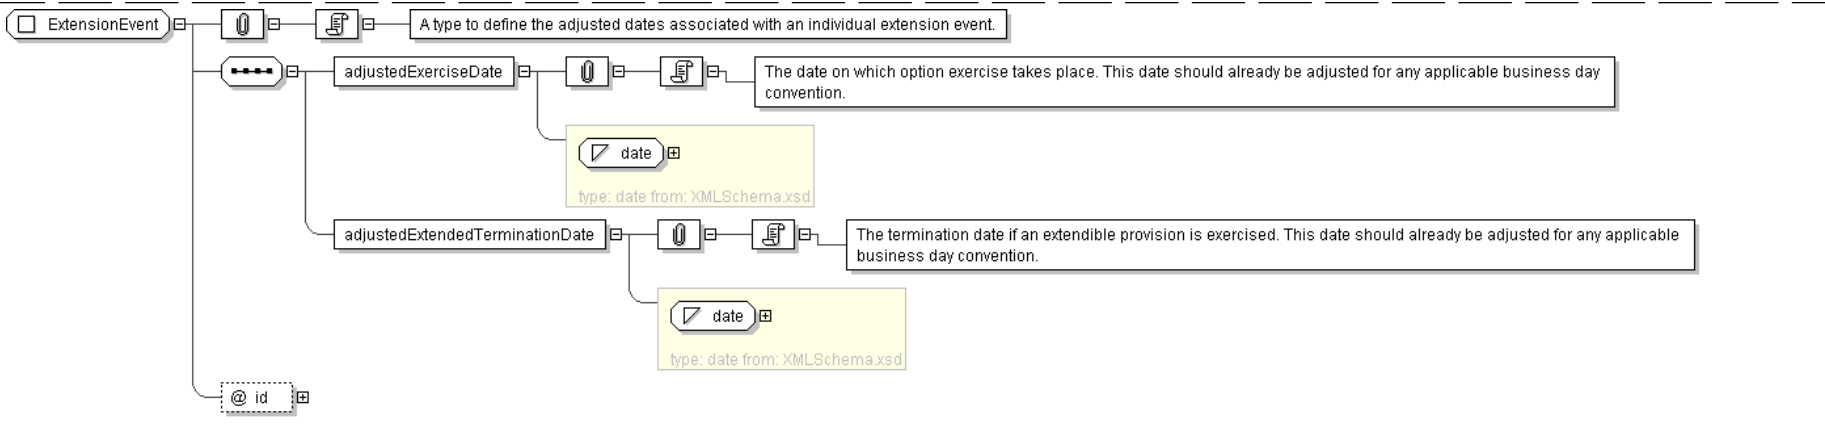 ExtensionEvent
A type to define the adjusted dates associated with an individual extension event.
adjustedExerciseDate
The date on which option exercise takes place. This date should already be adjusted for any applicable business day
convention.
date
type: date from: XMLSchema.xsd
adjustedExtendedTerminationDate
The termination date if an extendible provision is exercised. This date should already be adjusted for any applicable
business day convention.
date
type: date from: XMLSchema.xsd
@ id